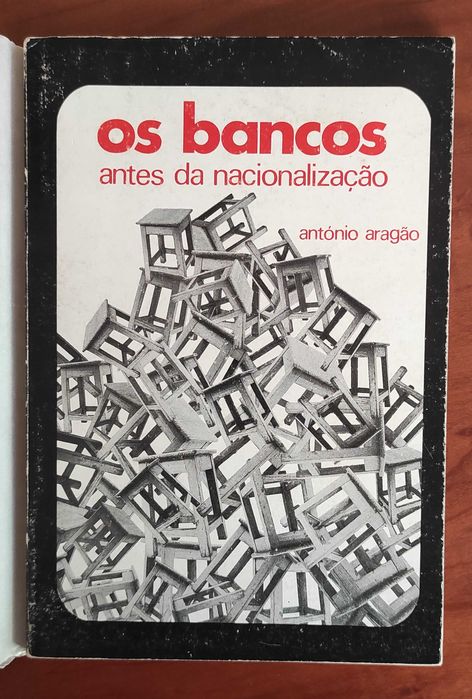 os bancos
antes da nacionalização
antónio aragão